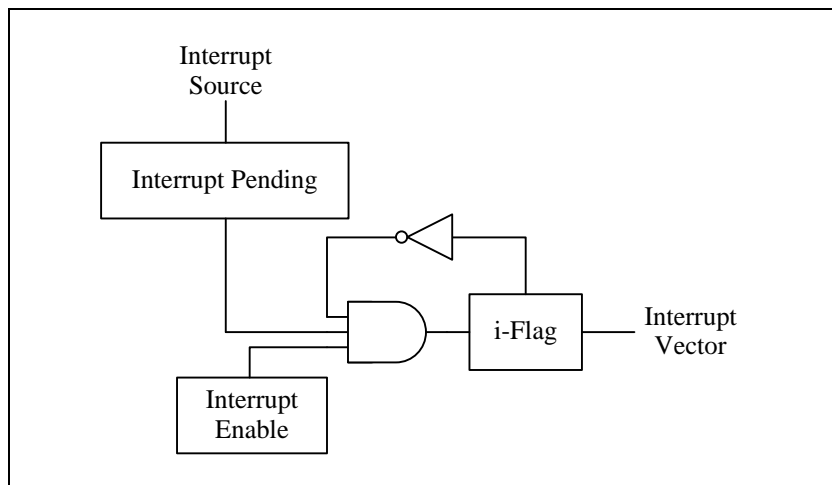 Interrupt
Source
Interrupt Pending
i-Flag
Interrupt
Vector
Interrupt
Enable